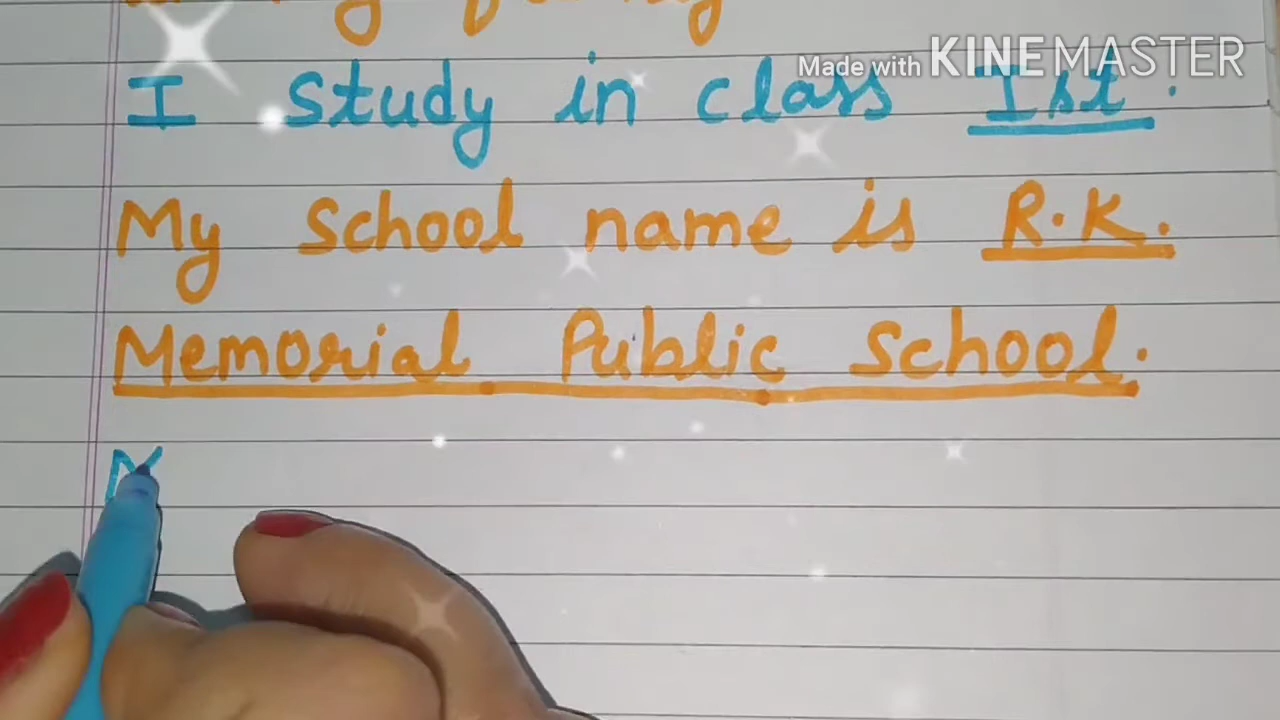 Made with KINEMASTER
I study in class Ist.
My school name is R.K.
Memorial Public School.